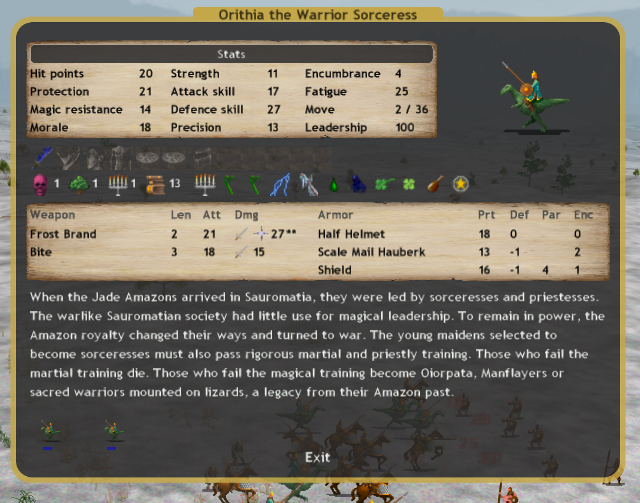 Orithia the Warrior Sorceress
Stats
Hit points 20 Strength 11 Encumbrance 4
Protection 21 Attack skill 17 Fatigue 25
Magic resistance 14 Defence skill 27 Move 2 / 36
Morale 18 Precision 13 Leadership 100
1 1 1 13
Weapon Len Att Dmg Armor Prt Def Par Enc
Frost Brand 2 21 27** Half Helmet 18 0 0
Bite 3 18 15 Scale Mail Hauberk 13 -1 2
Shield 16 -1 4 1
When the Jade Amazons arrived in Sauromatia, they were led by sorceresses and priestesses.
The warlike Sauromatian society had little use for magical leadership. To remain in power, the
Amazon royalty changed their ways and turned to war. The young maidens selected to
become sorceresses must also pass rigorous martial and priestly training. Those who fail the
martial training die. Those who fail the magical training become Oiorpata, Manflayers or
sacred warriors mounted on lizards, a legacy from their Amazon past.
Exit